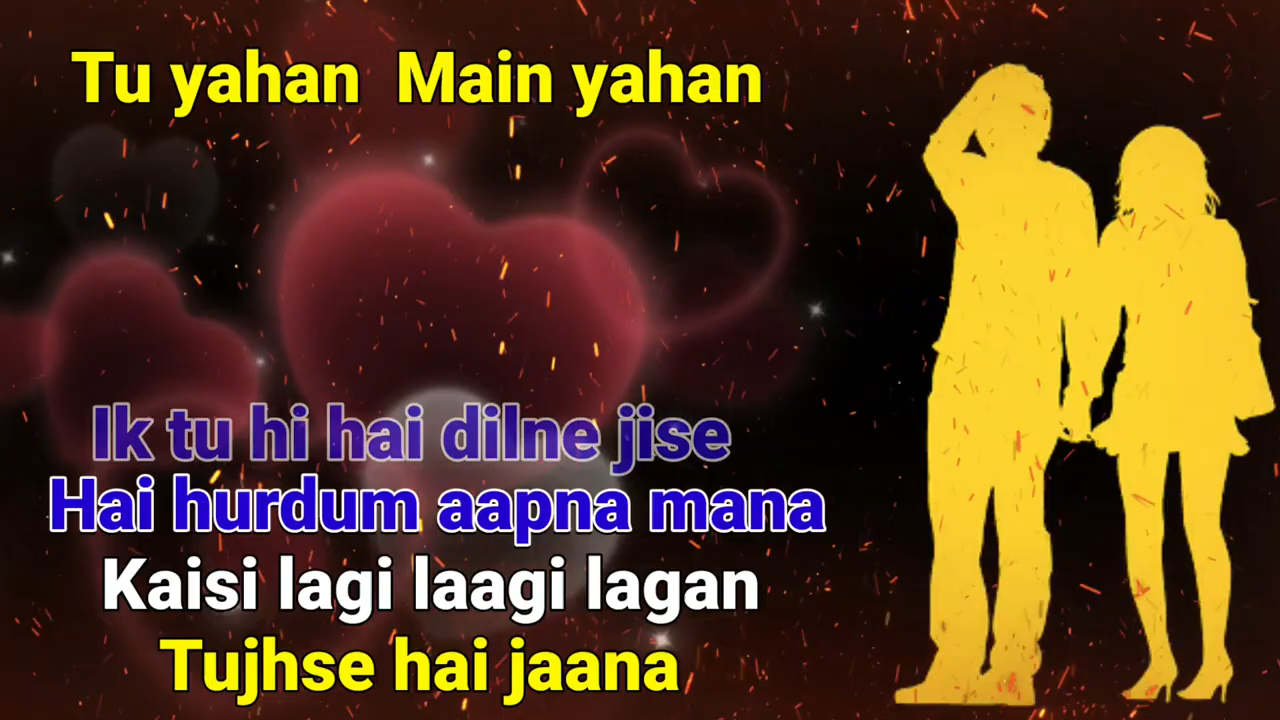 Tu yahan Main yahan
Ik tu hi hai dilne jise
Hai hurdum aapna mana
Kaisi lagi laagi lagan
Tujhse hai jaana